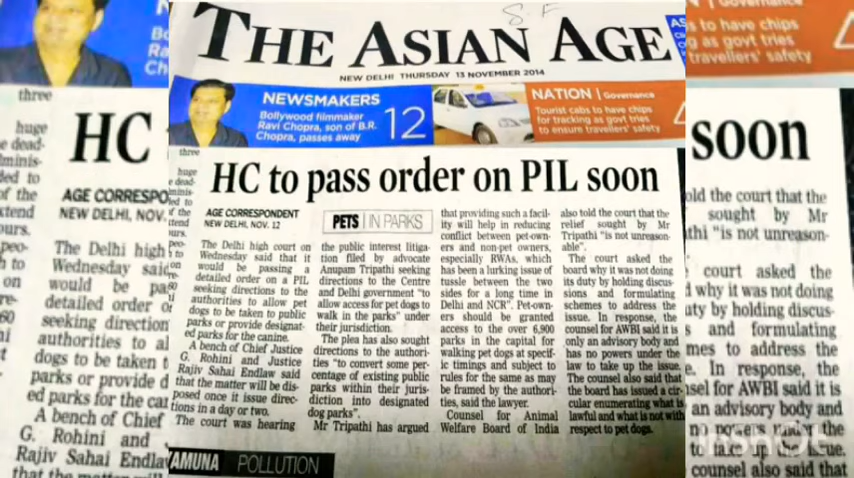 THE ASIAN AGE
NEW DELHI THURSDAY 13 NOVEMBER 2014
NEWSMAKERS
Bollywood filmmaker
Ravi Chopra, son of B.R.
Chopra, passes away
12
NATION | Governance
Tourist cabs to have chips
for tracking as govt tries
to ensure travellers' safety
HC to pass order on PIL soon
AGE CORRESPONDENT
NEW DELHI, NOV. 12
PETS | IN PARKS
The Delhi high court on
Wednesday said that it
would be passing a
detailed order on a PIL
seeking directions to the
authorities to allow pet
dogs to be taken to public
parks or provide designat-
ed parks for the canine.
A bench of Chief Justice
G. Rohini and Justice
Rajiv Sahai Endlaw said
that the matter will be dis-
posed once it issue direc-
tions in a day or two.
The court was hearing
the public interest litiga-
tion filed by advocate
Anupam Tripathi seeking
directions to the Centre
and Delhi government "to
allow access for pet dogs to
walk in the parks" under
their jurisdiction.
The plea has also sought
directions to the authori-
ties "to convert some per-
centage of existing public
parks within their juris-
diction into designated
dog parks".
Mr Tripathi has argued
that providing such a facil-
ity will help in reducing
conflict between pet-own-
ers and non-pet owners,
especially RWAs, which
has been a lurking issue of
tussle between the two
sides for a long time in
Delhi and NCR". Pet-own-
ers should be granted
access to the over 6,900
parks in the capital for
walking pet dogs at specif-
ic timings and subject to
rules for the same as may
be framed by the authori-
ties, said the lawyer.
Counsel for Animal
Welfare Board of India
also told the court that the
relief sought by Mr
Tripathi "is not unreason-
able".
The court asked the
board why it was not doing
its duty by holding discus-
sions and formulating
schemes to address the
issue. In response, the
counsel for AWBI said it is
only an advisory body and
has no powers under the
law to take up the issue.
The counsel also said that
the board has issued a cir-
cular enumerating what is
lawful and what is not with
respect to pet dogs.
YAMUNA POLLUTION
three
huge
HC
AGE CORRESPO
NEW DELHI, NOV.
The Delhi high
Wednesday said
would be pa
detailed order o
seeking direction
authorities to al
dogs to be taken t
parks or provide d
ed parks for the ca
A bench of Chief
G. Rohini and
Rajiv Sahai Endlaw
that the matter will
s to have chips
g as govt tries
travellers' safety
soon
old the court that the
sought by Mr
thi "is not unreason-
court asked the
d why it was not doing
uty by holding discus-
s and formulating
mes to address the
e. In response, the
sel for AWBI said it is
an advisory body and
no powers under the
to take up the issue.
counsel also said that